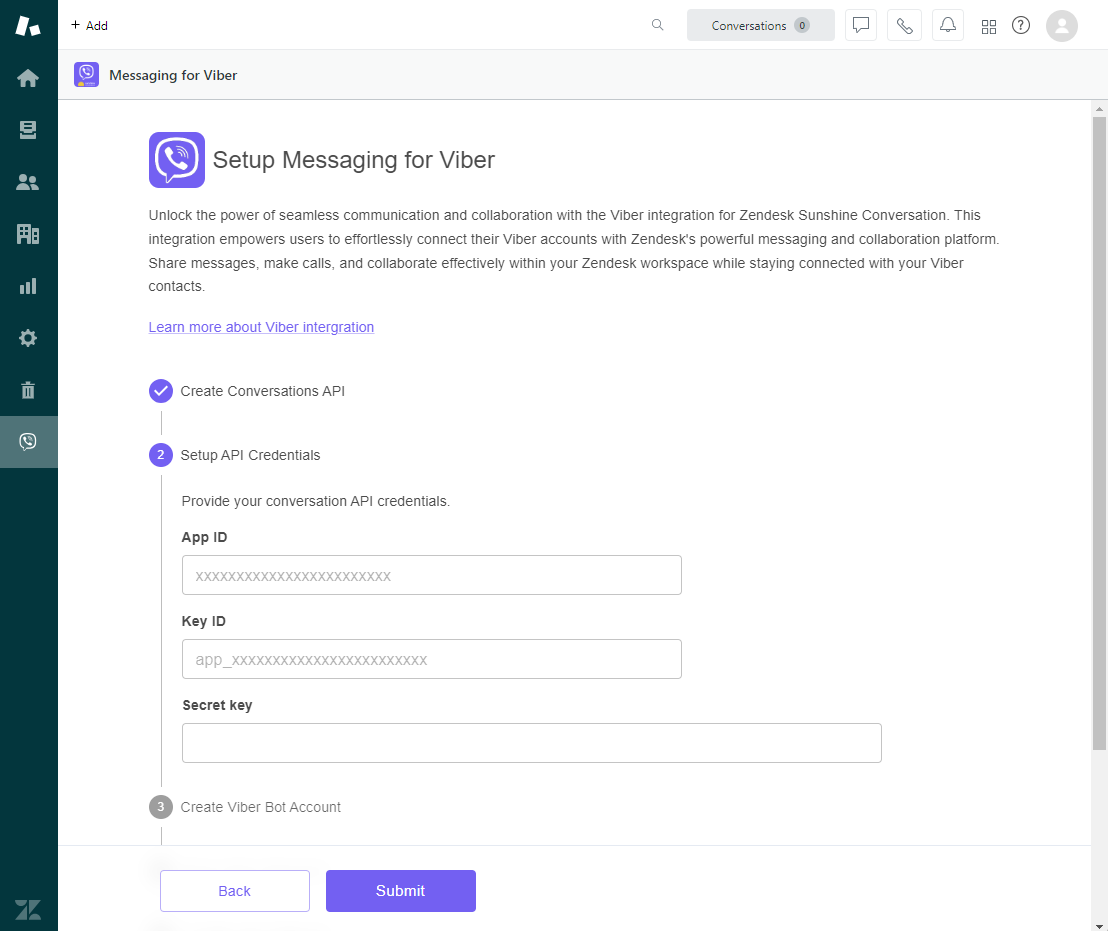 + Add
Conversations 0
Messaging for Viber
Setup Messaging for Viber
Unlock the power of seamless communication and collaboration with the Viber integration for Zendesk Sunshine Conversation. This
integration empowers users to effortlessly connect their Viber accounts with Zendesk's powerful messaging and collaboration platform.
Share messages, make calls, and collaborate effectively within your Zendesk workspace while staying connected with your Viber
contacts.
Learn more about Viber intergration
Create Conversations API
2 Setup API Credentials
Provide your conversation API credentials.
App ID
xxxxxxxxxxxxxxxxxxxxxxxx
Key ID
app_xxxxxxxxxxxxxxxxxxxxxxxx
Secret key
3 Create Viber Bot Account
Back
Submit